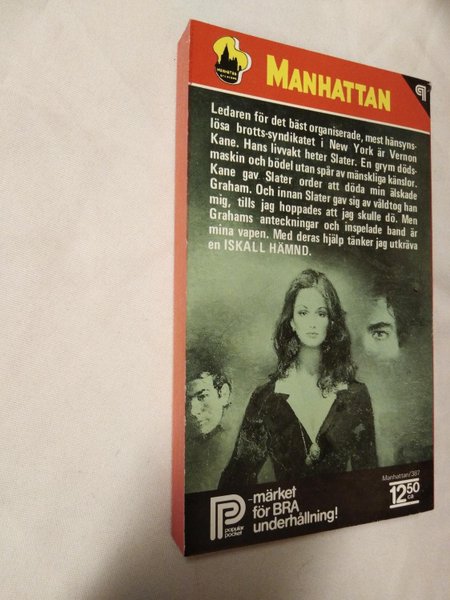 MANHATTAN
Ledaren för det bäst organiserade, mest hänsyns-
lösa brotts-syndikatet i New York är Vernon
Kane. Hans livvakt heter Slater. En grym döds-
maskin och bödel utan spår av mänskliga känslor.
Kane gav Slater order att döda min älskade
Graham. Och innan Slater gav sig av våldtog han
mig, tills jag hoppades att jag skulle dö. Men
Grahams anteckningar och inspelade band är
mina vapen. Med deras hjälp tänker jag utkräva
en ISKALL HÄMND.
Manhattan/387
12.50
ca
P
popular
pocket
-märket
för BRA
underhållning!